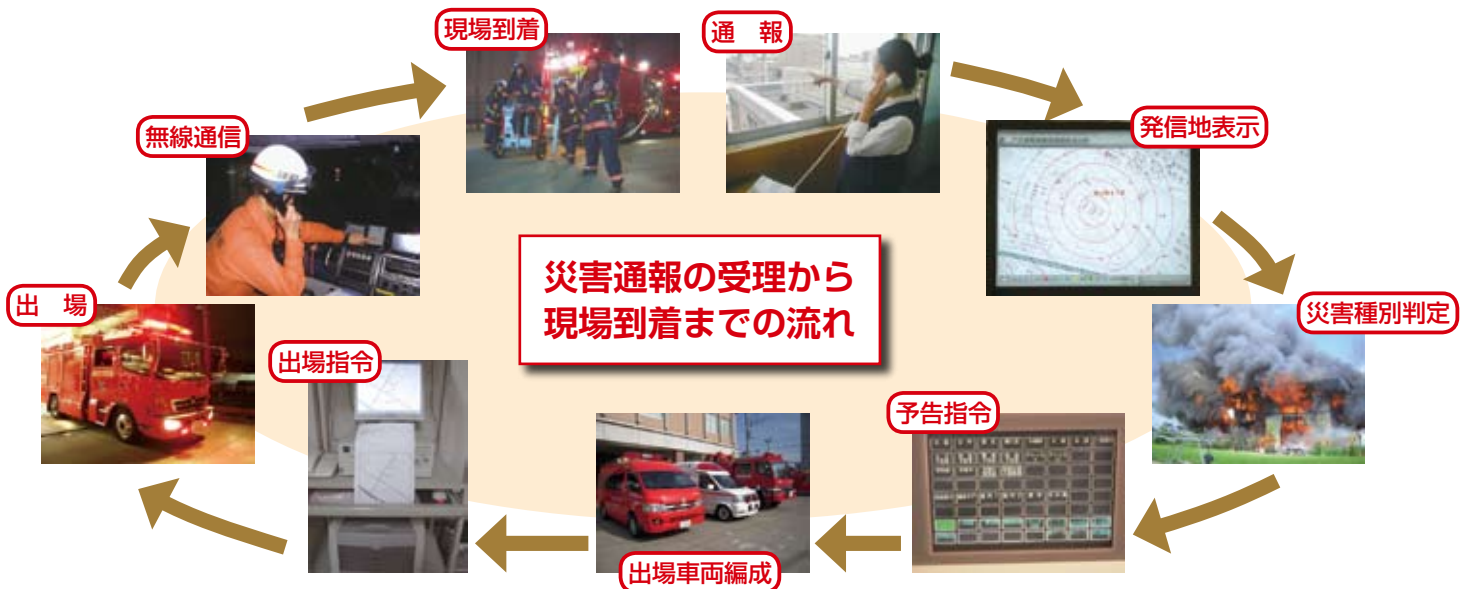 災害通報の受理から
現場到着までの流れ
通　報
発信地表示
災害種別判定
予告指令
出場車両編成
出場指令
出　場
無線通信
現場到着